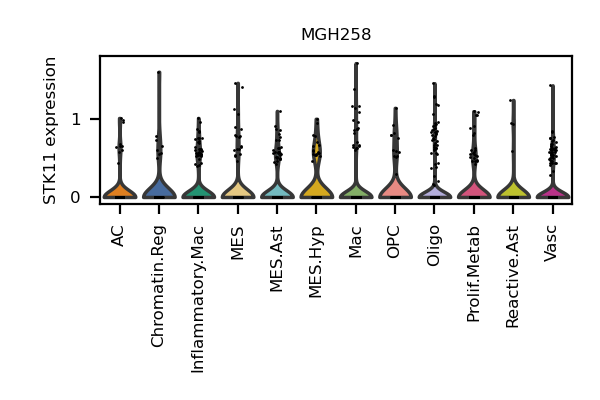 MGH258
STK11 expression
1
0
AC
Chromatin.Reg
Inflammatory.Mac
MES
MES.Ast
MES.Hyp
Mac
OPC
Oligo
Prolif.Metab
Reactive.Ast
Vasc